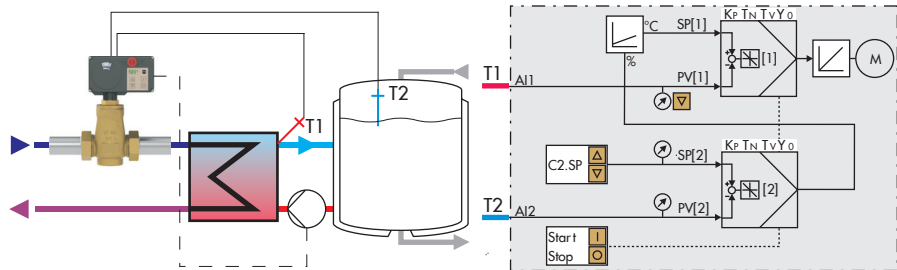 T1
T2
T1
AI1
°C
%
SP[1]
PV[1]
KP TN TV Y0
[1]
M
T2
AI2
C2.SP
SP[2]
PV[2]
KP TN TV Y0
[2]
Start
Stop